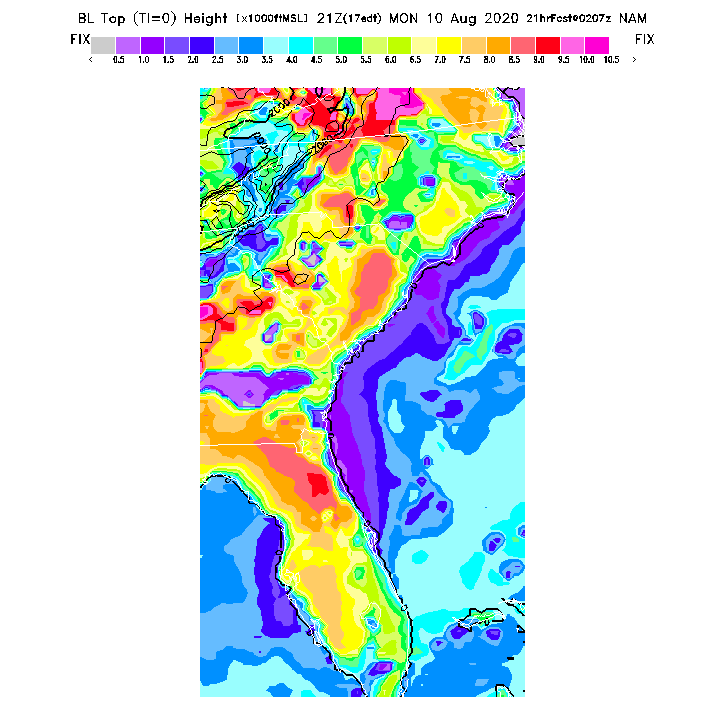 BL Top (TI=0) Height [x1000ftMSL] 21Z(17edt) MON 10 Aug 2020 21hrFcst@0207z NAM
FIX FIX
< 0.5 1.0 1.5 2.0 2.5 3.0 3.5 4.0 4.5 5.0 5.5 6.0 6.5 7.0 7.5 8.0 8.5 9.0 9.5 10.0 10.5 >
2000
2000